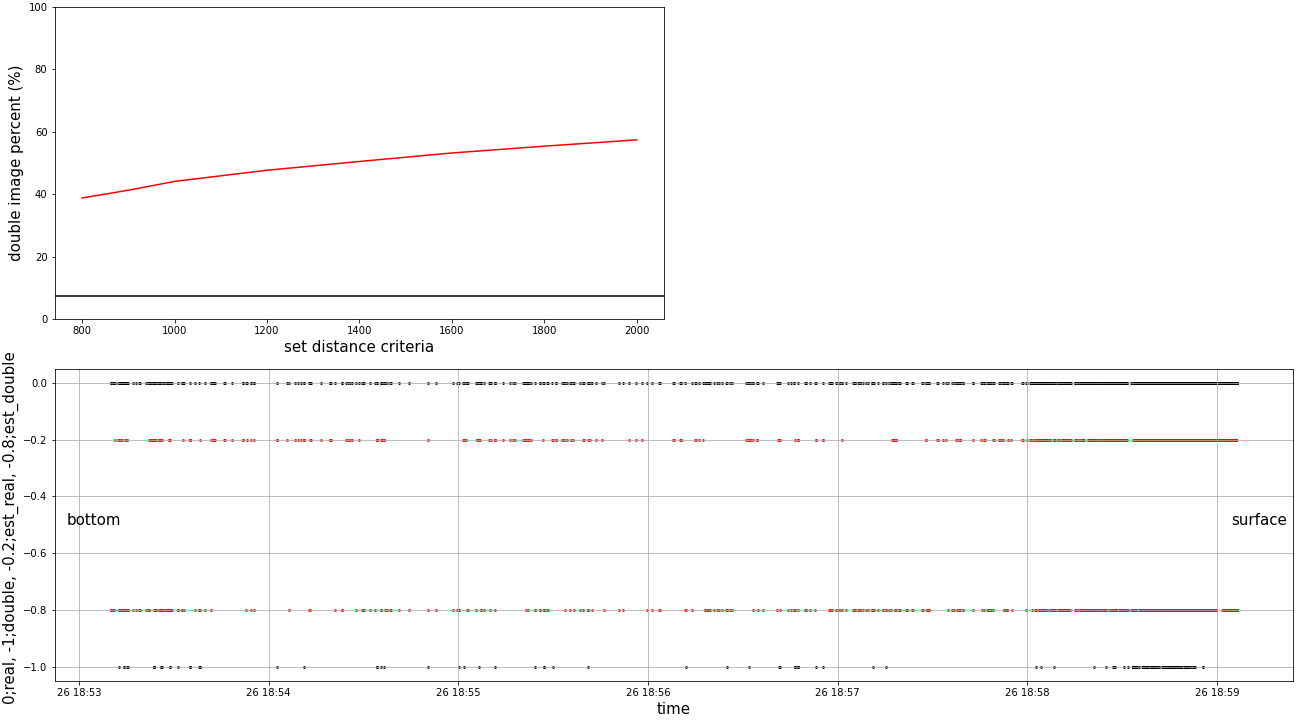 100
80
60
40
20
0
double image percent (%)
800 1000 1200 1400 1600 1800 2000
set distance criteria
0.0
−0.2
−0.4
−0.6
−0.8
−1.0
0;real, -1;double, -0.2;est_real, -0.8;est_double
bottom
surface
26 18:53 26 18:54 26 18:55 26 18:56 26 18:57 26 18:58 26 18:59
time